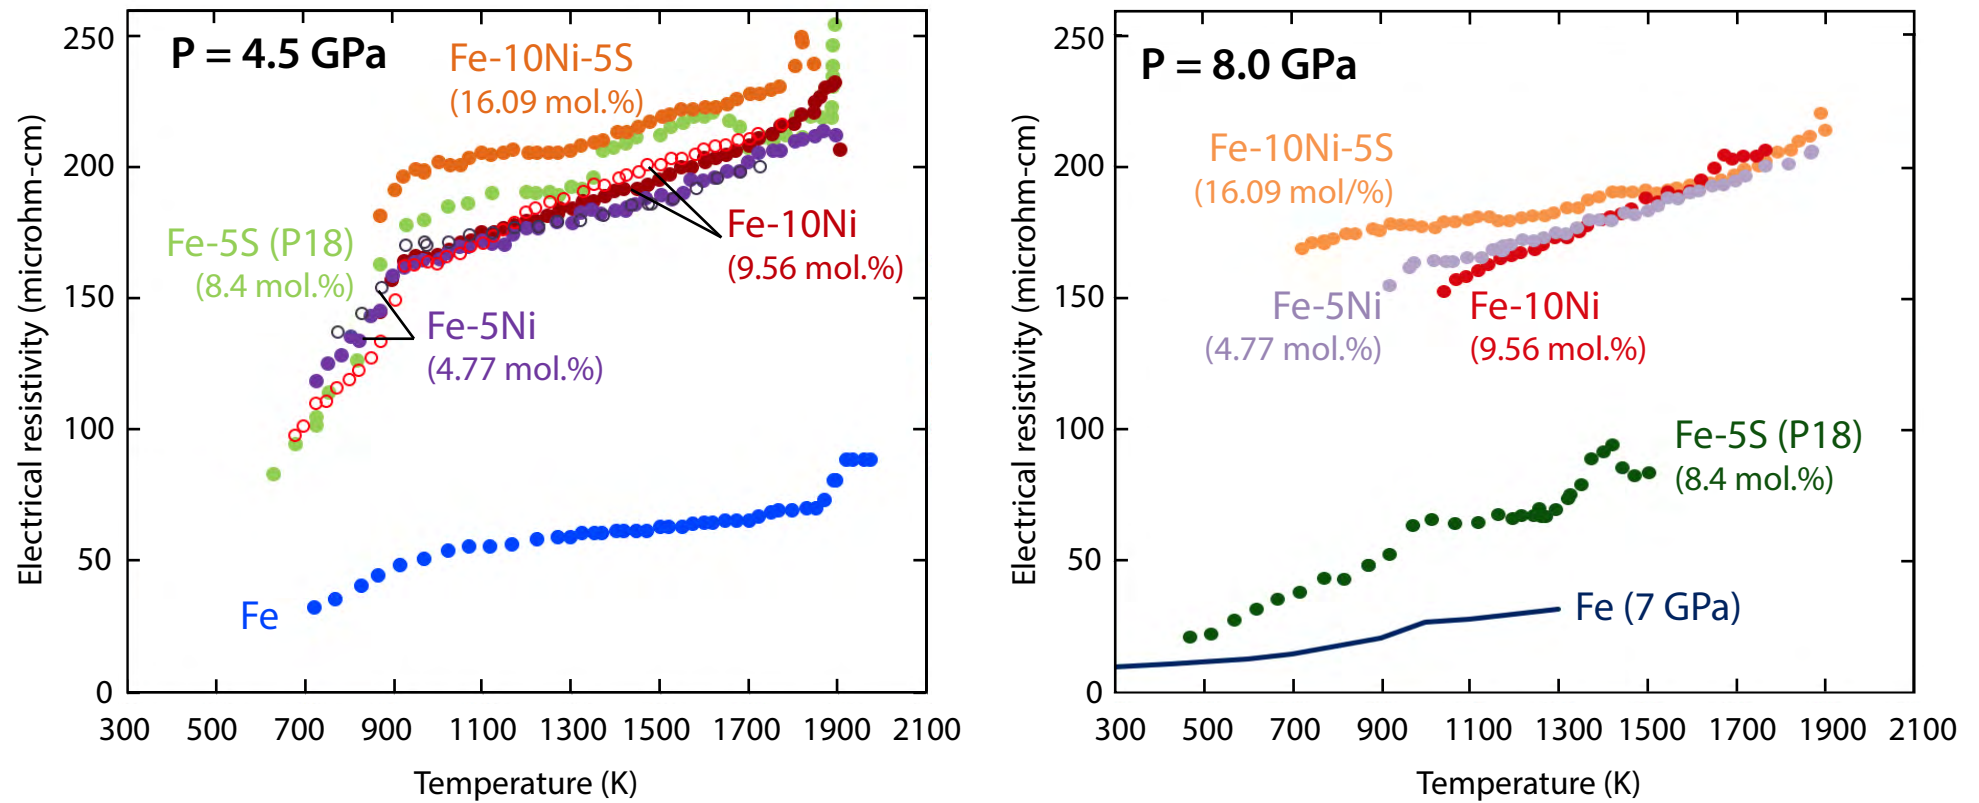 P = 4.5 GPa
Fe-10Ni-5S
(16.09 mol.%)
Fe-5S (P18)
(8.4 mol.%)
Fe-10Ni
(9.56 mol.%)
Fe-5Ni
(4.77 mol.%)
Fe
Electrical resistivity (microhm-cm)
250
200
150
100
50
0
300 500 700 900 1100 1300 1500 1700 1900 2100
Temperature (K)
P = 8.0 GPa
Fe-10Ni-5S
(16.09 mol/%)
Fe-5Ni
(4.77 mol.%)
Fe-10Ni
(9.56 mol.%)
Fe-5S (P18)
(8.4 mol.%)
Fe (7 GPa)
Electrical resistivity (microhm-cm)
250
200
150
100
50
0
300 500 700 900 1100 1300 1500 1700 1900 2100
Temperature (K)